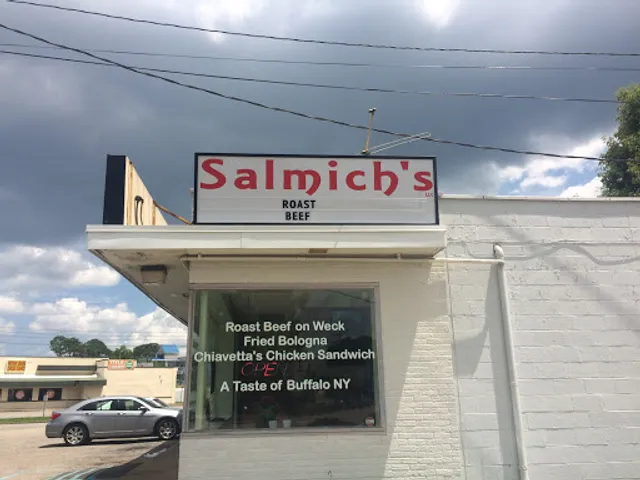 Salmich's
ROAST
BEEF
Roast Beef on Weck
Fried Bologna
Chiavetta's Chicken Sandwich
OPEN
A Taste of Buffalo NY